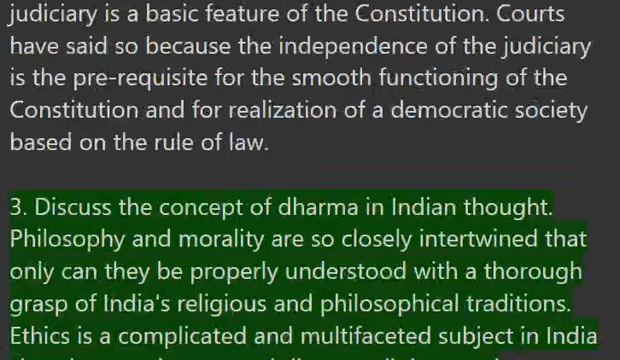 judiciary is a basic feature of the Constitution. Courts
have said so because the independence of the judiciary
is the pre-requisite for the smooth functioning of the
Constitution and for realization of a democratic society
based on the rule of law.
3. Discuss the concept of dharma in Indian thought.
Philosophy and morality are so closely intertwined that
only can they be properly understood with a thorough
grasp of India's religious and philosophical traditions.
Ethics is a complicated and multifaceted subject in India